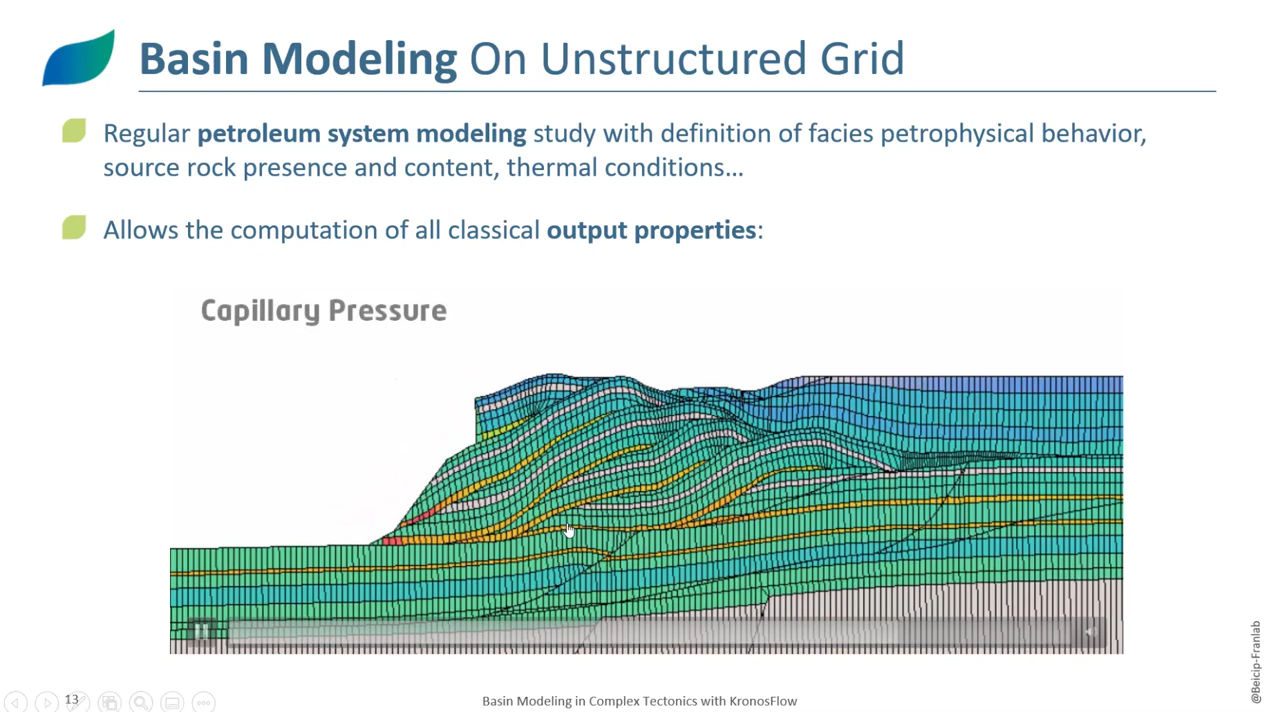 Basin Modeling On Unstructured Grid
Regular petroleum system modeling study with definition of facies petrophysical behavior,
source rock presence and content, thermal conditions…
Allows the computation of all classical output properties:
Capillary Pressure
@Beicip-Franlab
13
Basin Modeling in Complex Tectonics with KronosFlow